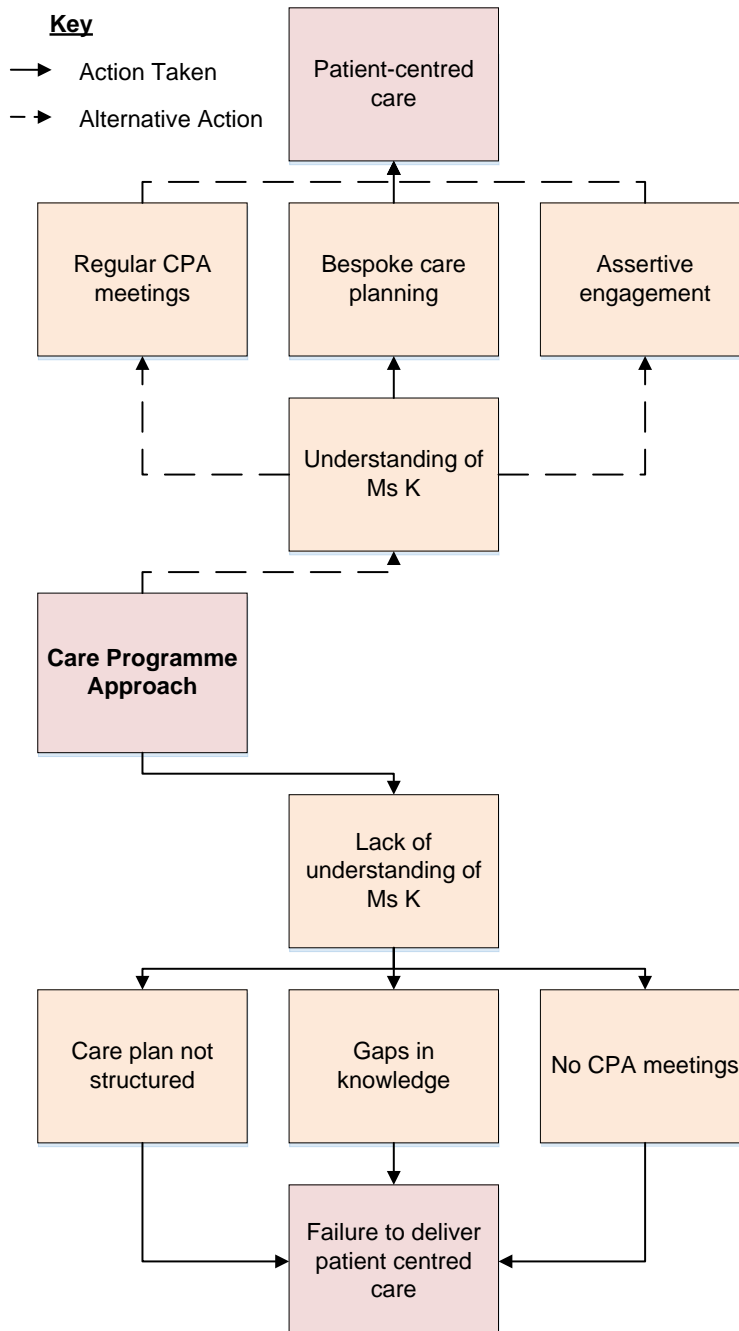 Key
Action Taken
Alternative Action
Patient-centred
care
Regular CPA
meetings
Bespoke care
planning
Assertive
engagement
Understanding of
Ms K
Care Programme
Approach
Lack of
understanding of
Ms K
Care plan not
structured
Gaps in
knowledge
No CPA meetings
Failure to deliver
patient centred
care